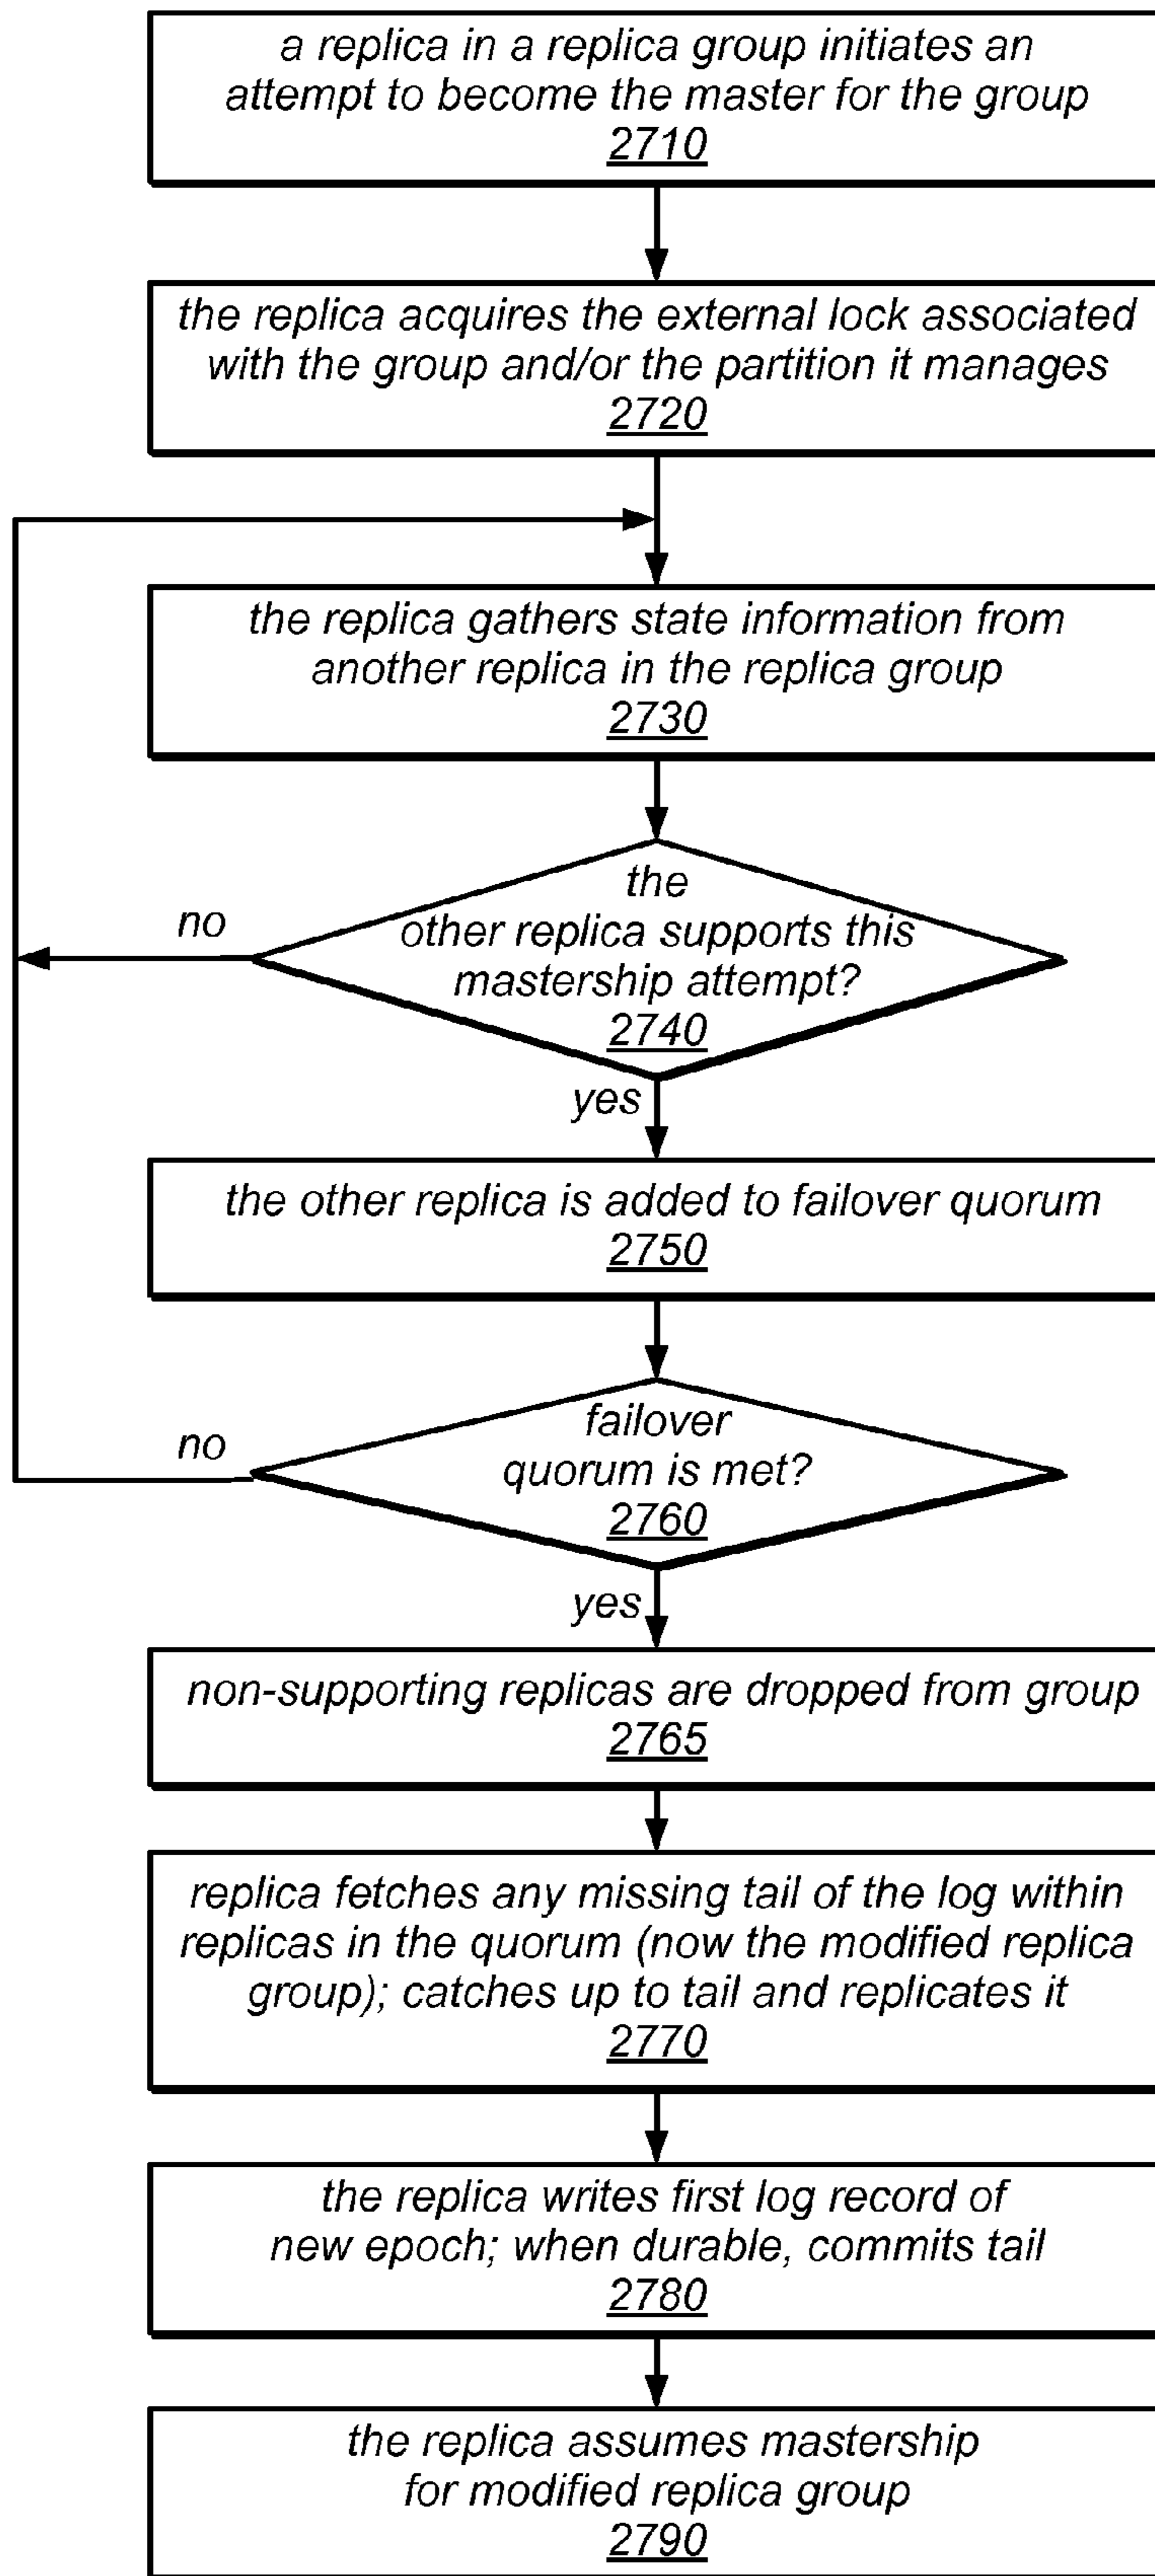 a replica in a replica group initiates an
attempt to become the master for the group
2710
the replica acquires the external lock associated
with the group and/or the partition it manages
2720
the replica gathers state information from
another replica in the replica group
2730
the
other replica supports this
mastership attempt?
2740
no
yes
the other replica is added to failover quorum
2750
failover
quorum is met?
2760
no
yes
non-supporting replicas are dropped from group
2765
replica fetches any missing tail of the log within
replicas in the quorum (now the modified replica
group); catches up to tail and replicates it
2770
the replica writes first log record of
new epoch; when durable, commits tail
2780
the replica assumes mastership
for modified replica group
2790